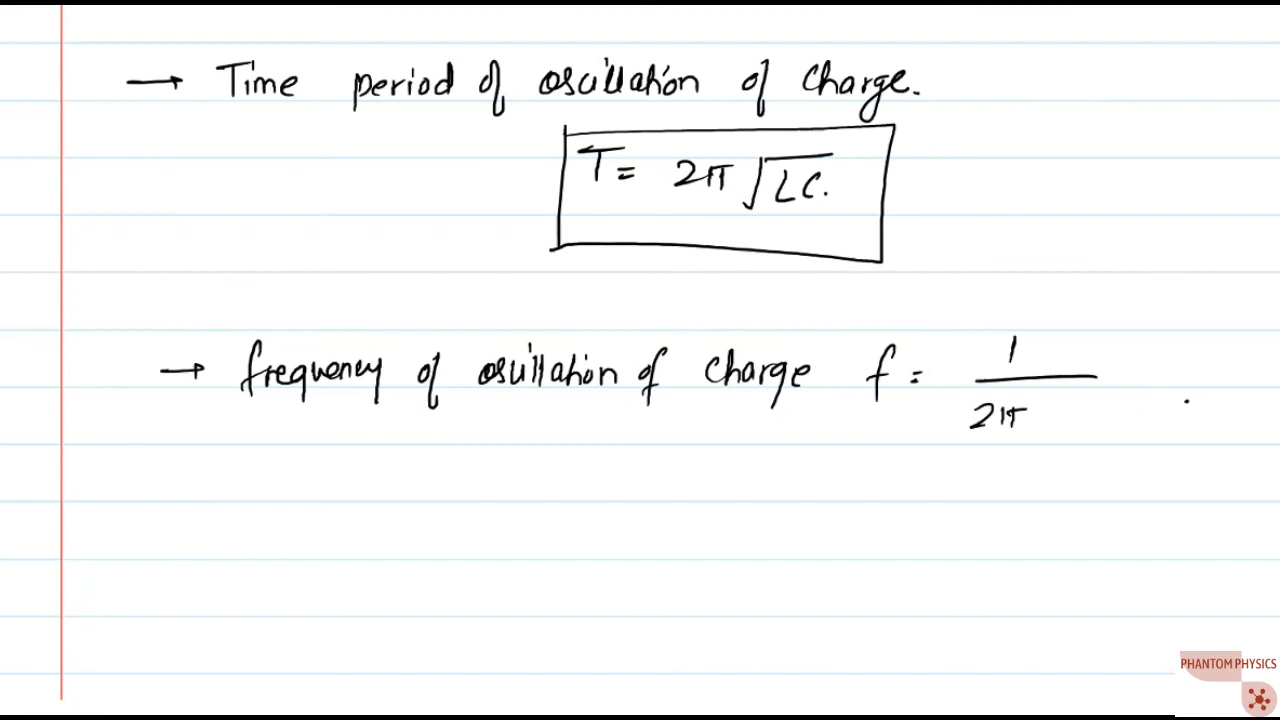 → Time period of oscillation of charge.
T = 2π √LC.
→ frequency of oscillation of charge f = 1 / 2π .
PHANTOM PHYSICS